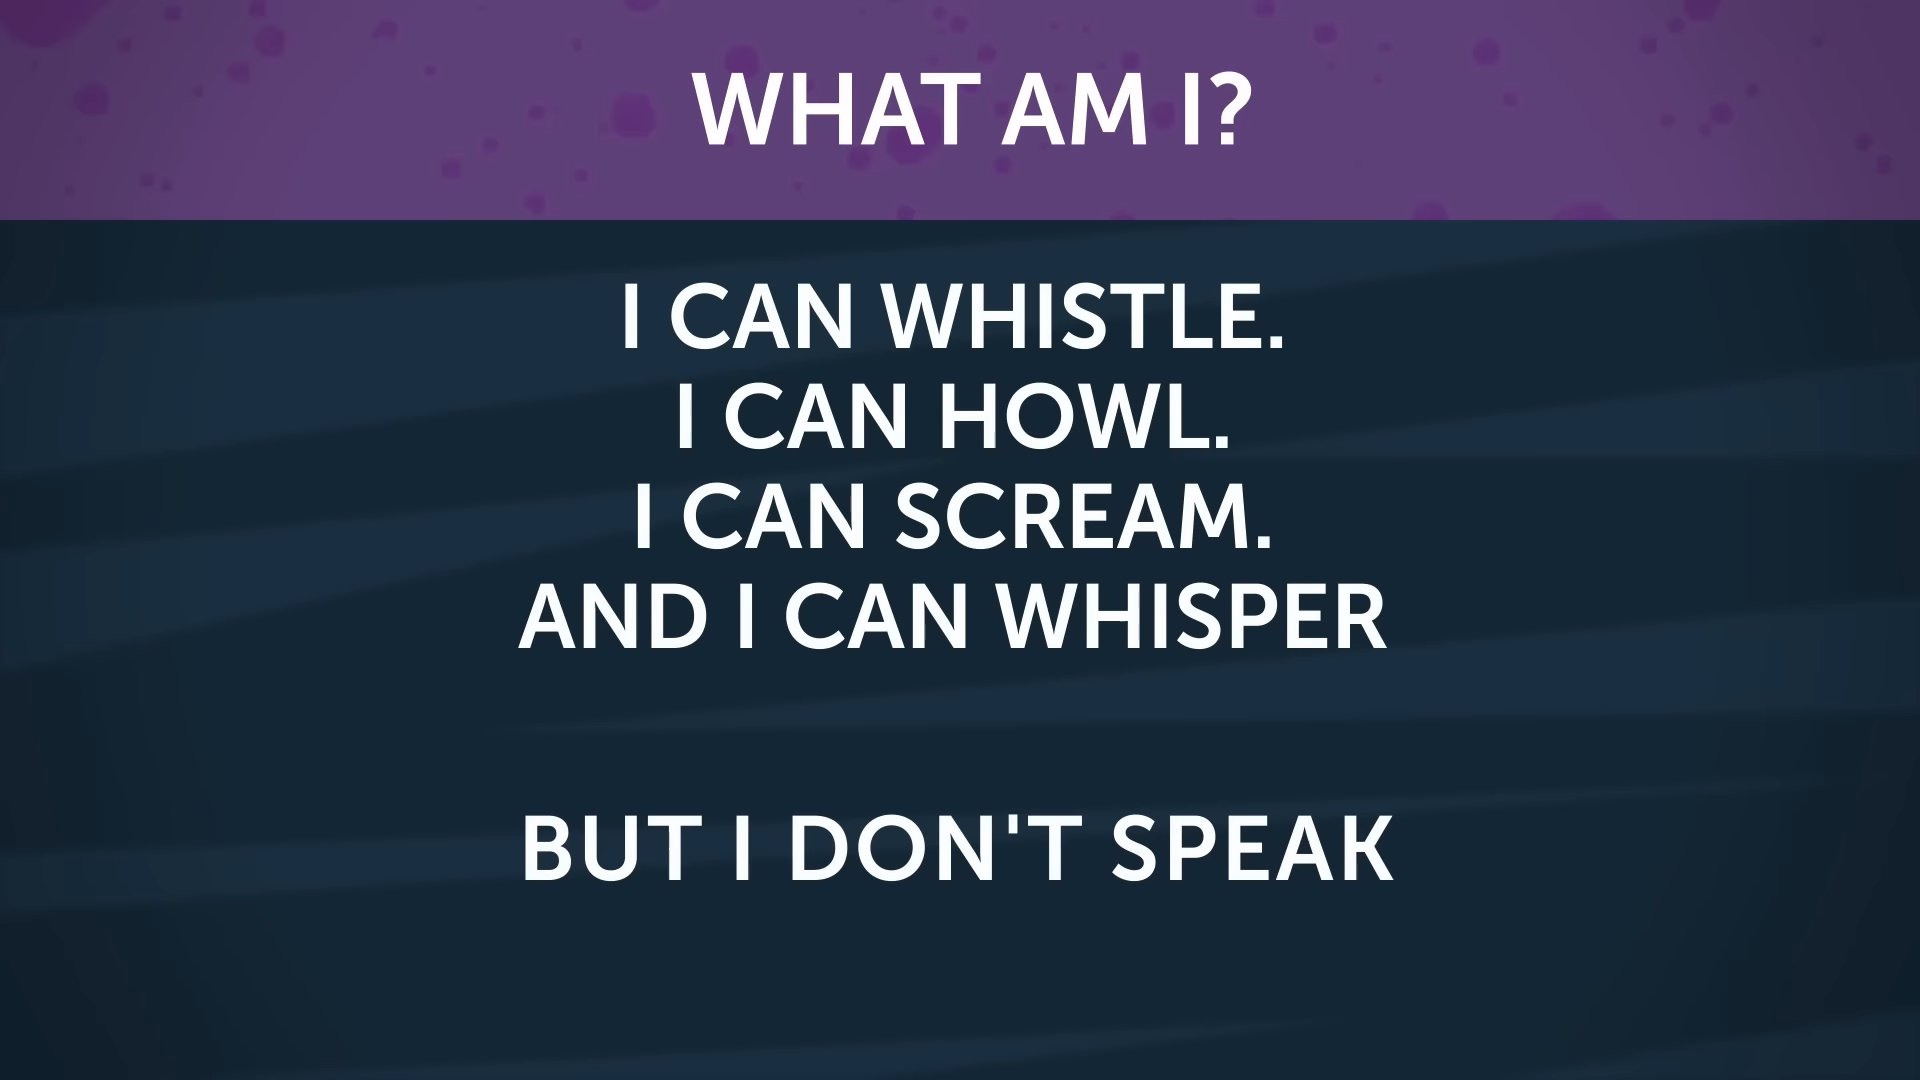 WHAT AM I?
I CAN WHISTLE.
I CAN HOWL.
I CAN SCREAM.
AND I CAN WHISPER
BUT I DON'T SPEAK